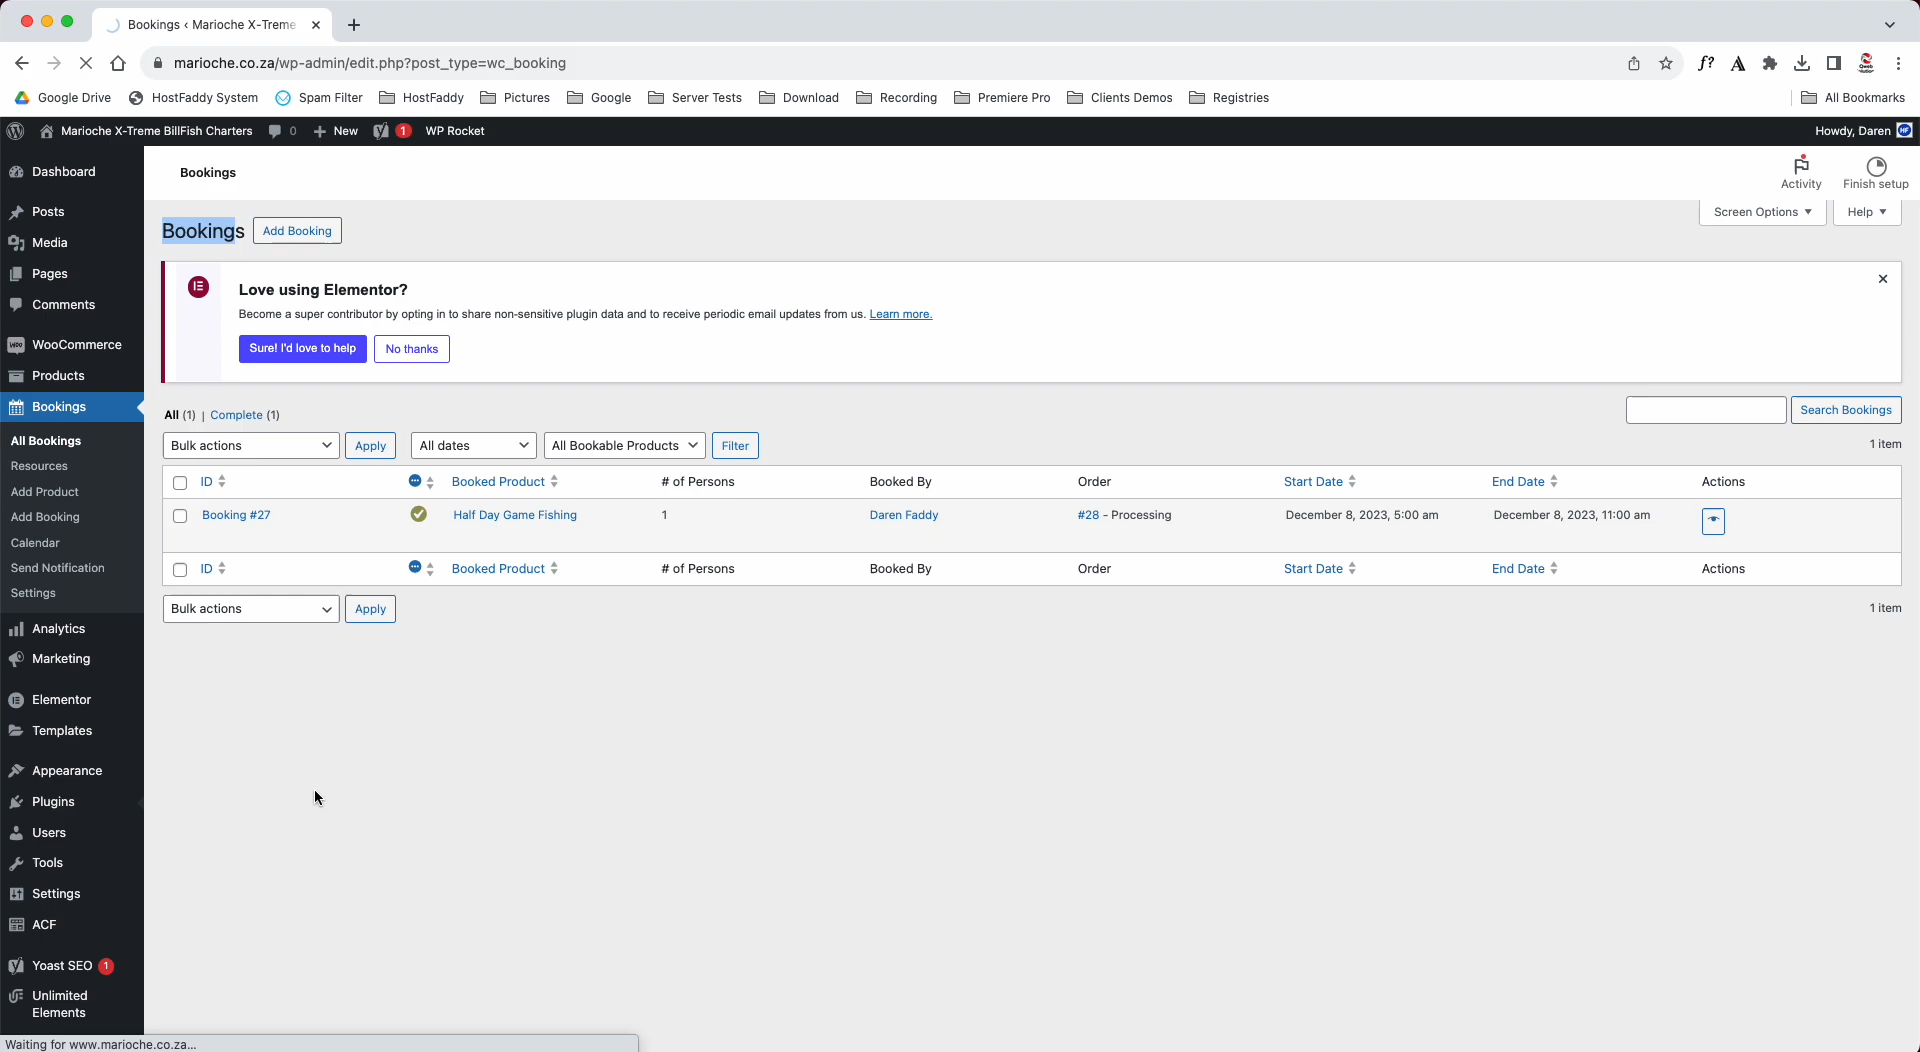 Bookings ‹ Marioche X-Treme
marioche.co.za/wp-admin/edit.php?post_type=wc_booking
Google Drive HostFaddy System Spam Filter HostFaddy Pictures Google Server Tests Download Recording Premiere Pro Clients Demos Registries All Bookmarks
Marioche X-Treme BillFish Charters 0 New 1 WP Rocket Howdy, Daren
Dashboard
Posts
Media
Pages
Comments
WooCommerce
Products
Bookings
All Bookings
Resources
Add Product
Add Booking
Calendar
Send Notification
Settings
Analytics
Marketing
Elementor
Templates
Appearance
Plugins
Users
Tools
Settings
ACF
Yoast SEO 1
Unlimited
Elements
Bookings
Activity Finish setup
Screen Options Help
Bookings Add Booking
Love using Elementor?
Become a super contributor by opting in to share non-sensitive plugin data and to receive periodic email updates from us. Learn more.
Sure! I'd love to help No thanks
All (1) | Complete (1)
Search Bookings
Bulk actions Apply All dates All Bookable Products Filter 1 item
ID Booked Product # of Persons Booked By Order Start Date End Date Actions
Booking #27 Half Day Game Fishing 1 Daren Faddy #28 - Processing December 8, 2023, 5:00 am December 8, 2023, 11:00 am
ID Booked Product # of Persons Booked By Order Start Date End Date Actions
Bulk actions Apply 1 item
Waiting for www.marioche.co.za...